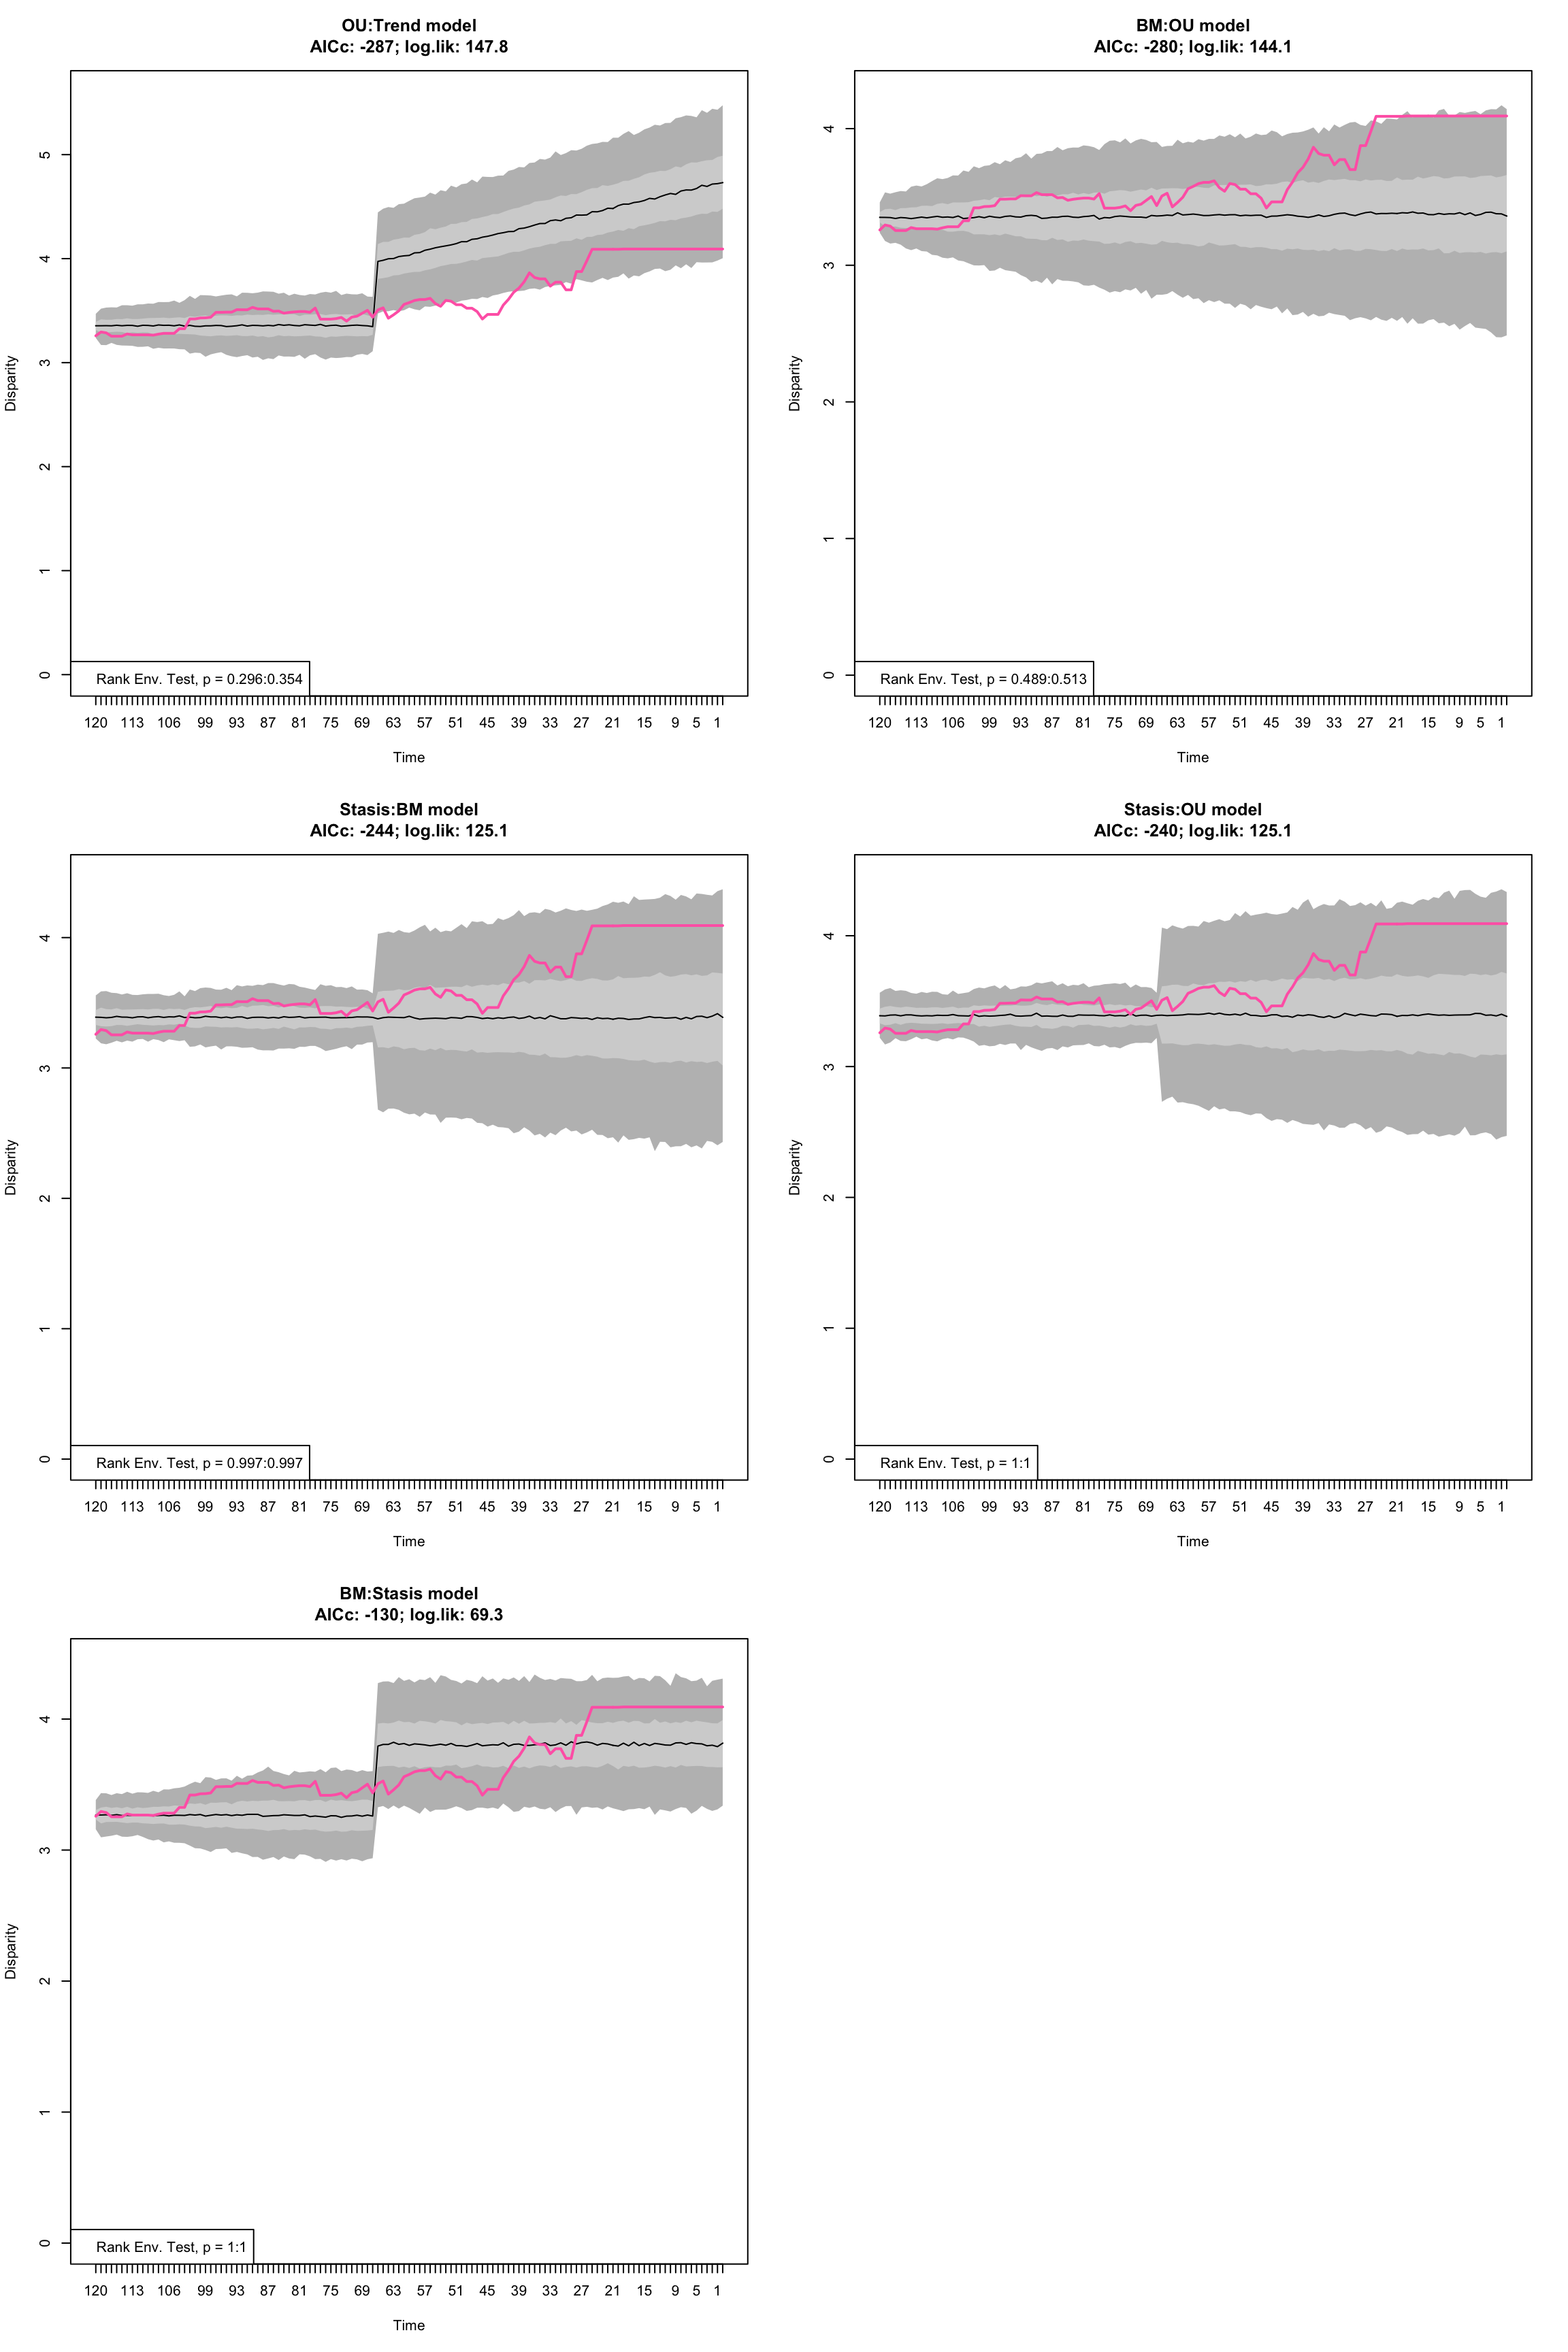 OU:Trend model
AICc: -287; log.lik: 147.8
Disparity
5
4
3
2
1
0
Rank Env. Test, p = 0.296:0.354
120 113 106 99 93 87 81 75 69 63 57 51 45 39 33 27 21 15 9 5 1
Time
BM:OU model
AICc: -280; log.lik: 144.1
Disparity
4
3
2
1
0
Rank Env. Test, p = 0.489:0.513
120 113 106 99 93 87 81 75 69 63 57 51 45 39 33 27 21 15 9 5 1
Time
Stasis:BM model
AICc: -244; log.lik: 125.1
Disparity
4
3
2
1
0
Rank Env. Test, p = 0.997:0.997
120 113 106 99 93 87 81 75 69 63 57 51 45 39 33 27 21 15 9 5 1
Time
Stasis:OU model
AICc: -240; log.lik: 125.1
Disparity
4
3
2
1
0
Rank Env. Test, p = 1:1
120 113 106 99 93 87 81 75 69 63 57 51 45 39 33 27 21 15 9 5 1
Time
BM:Stasis model
AICc: -130; log.lik: 69.3
Disparity
4
3
2
1
0
Rank Env. Test, p = 1:1
120 113 106 99 93 87 81 75 69 63 57 51 45 39 33 27 21 15 9 5 1
Time